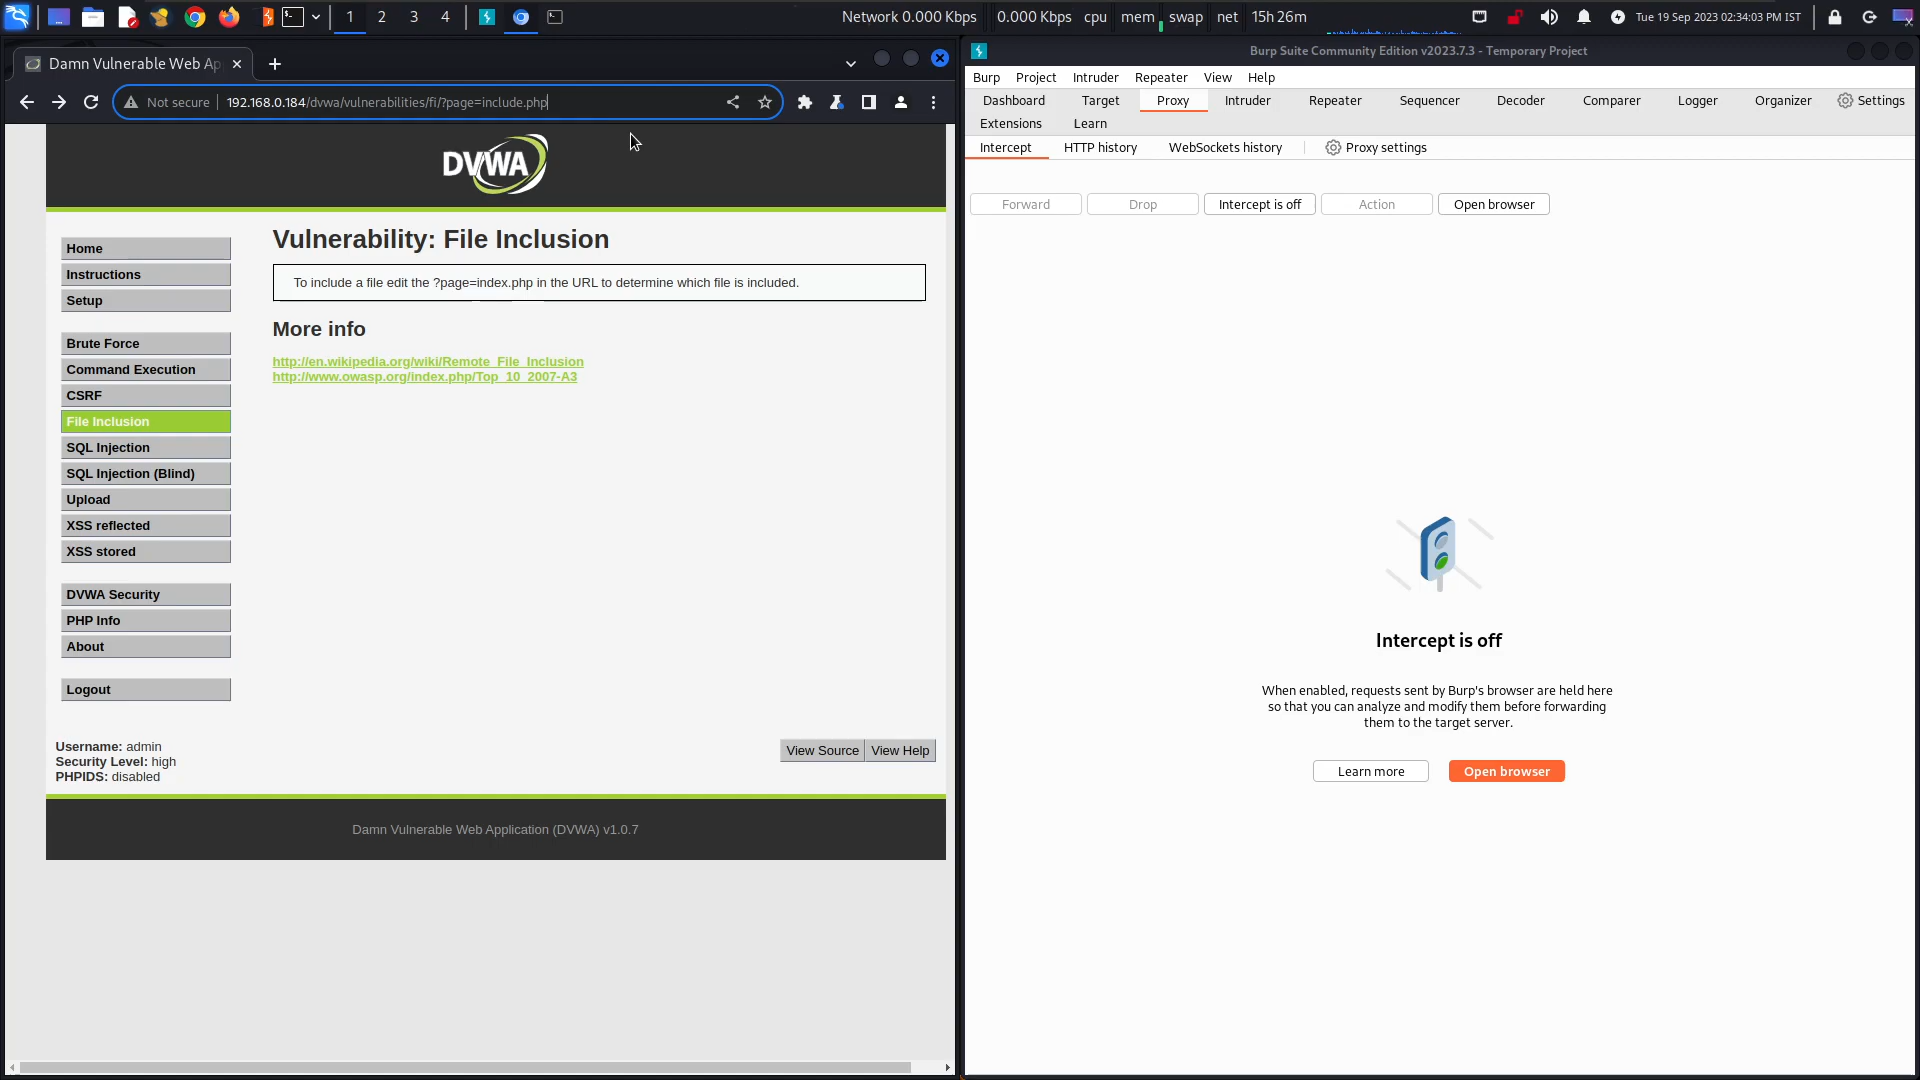 1 2 3 4
Network 0.000 Kbps 0.000 Kbps cpu mem swap net 15h 26m
Tue 19 Sep 2023 02:34:03 PM IST
Damn Vulnerable Web Ap
Not secure 192.168.0.184/dvwa/vulnerabilities/fi/?page=include.php
DVWA
Home
Instructions
Setup
Brute Force
Command Execution
CSRF
File Inclusion
SQL Injection
SQL Injection (Blind)
Upload
XSS reflected
XSS stored
DVWA Security
PHP Info
About
Logout
Vulnerability: File Inclusion
To include a file edit the ?page=index.php in the URL to determine which file is included.
More info
http://en.wikipedia.org/wiki/Remote_File_Inclusion
http://www.owasp.org/index.php/Top_10_2007-A3
Username: admin
Security Level: high
PHPIDS: disabled
View Source View Help
Damn Vulnerable Web Application (DVWA) v1.0.7
Burp Suite Community Edition v2023.7.3 - Temporary Project
Burp Project Intruder Repeater View Help
Dashboard Target Proxy Intruder Repeater Sequencer Decoder Comparer Logger Organizer Settings
Extensions Learn
Intercept HTTP history WebSockets history Proxy settings
Forward Drop Intercept is off Action Open browser
Intercept is off
When enabled, requests sent by Burp's browser are held here
so that you can analyze and modify them before forwarding
them to the target server.
Learn more Open browser